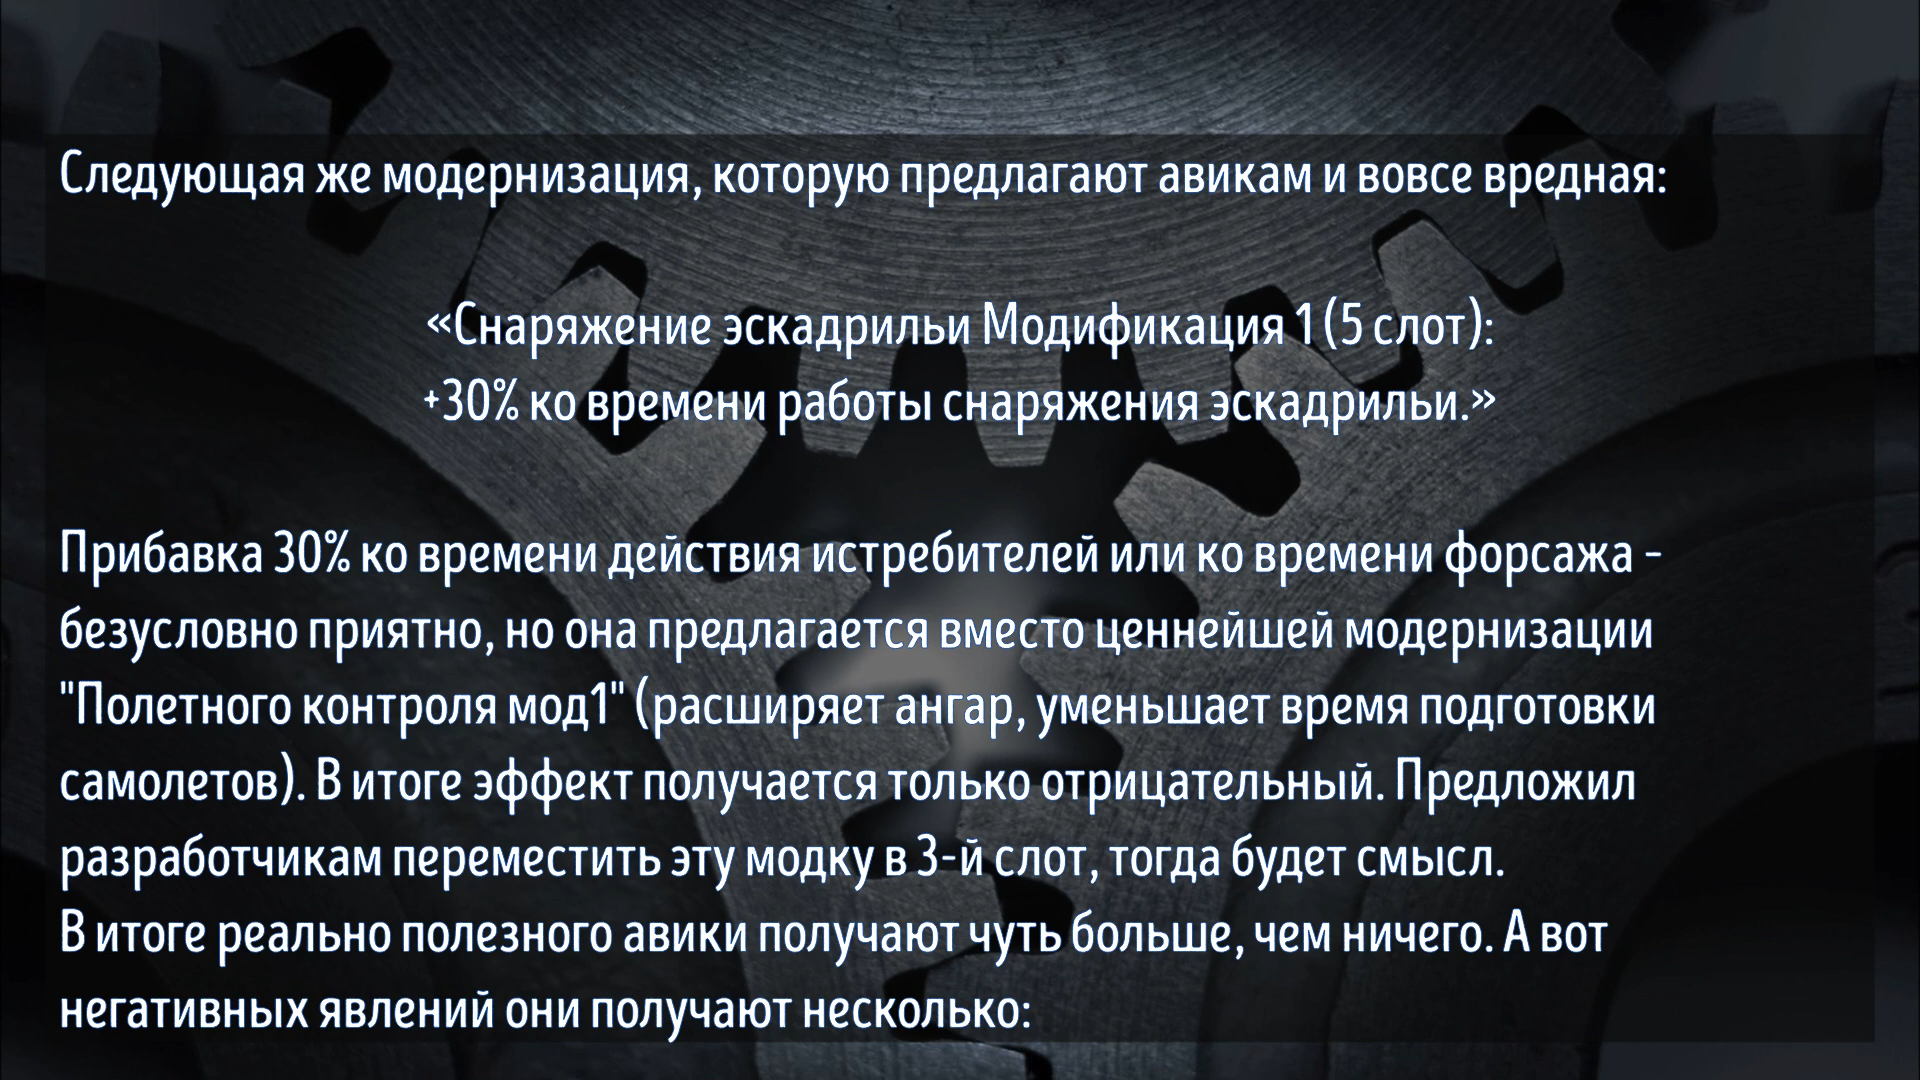 Следующая же модернизация, которую предлагают авикам и вовсе вредная:
«Снаряжение эскадрильи Модификация 1 (5 слот):
+30% ко времени работы снаряжения эскадрильи.»
Прибавка 30% ко времени действия истребителей или ко времени форсажа –
безусловно приятно, но она предлагается вместо ценнейшей модернизации
"Полетного контроля мод1" (расширяет ангар, уменьшает время подготовки
самолетов). В итоге эффект получается только отрицательный. Предложил
разработчикам переместить эту модку в 3-й слот, тогда будет смысл.
В итоге реально полезного авики получают чуть больше, чем ничего. А вот
негативных явлений они получают несколько: